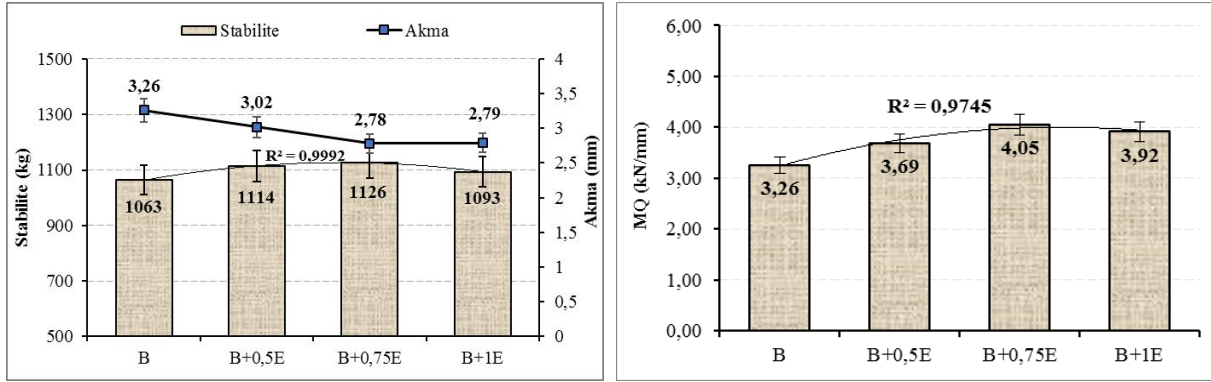 Stabilite Akma
1500 4
1300 3,5
3
1100 2,5
2
900 1,5
700 1
0,5
500 0
Stabilite (kg)
Akma (mm)
3,26 3,02 2,78 2,79
R² = 0,9992
1063 1114 1126 1093
B B+0,5E B+0,75E B+1E
6,00
5,00
4,00
3,00
2,00
1,00
0,00
MQ (kN/mm)
R² = 0,9745
3,26 3,69 4,05 3,92
B B+0,5E B+0,75E B+1E